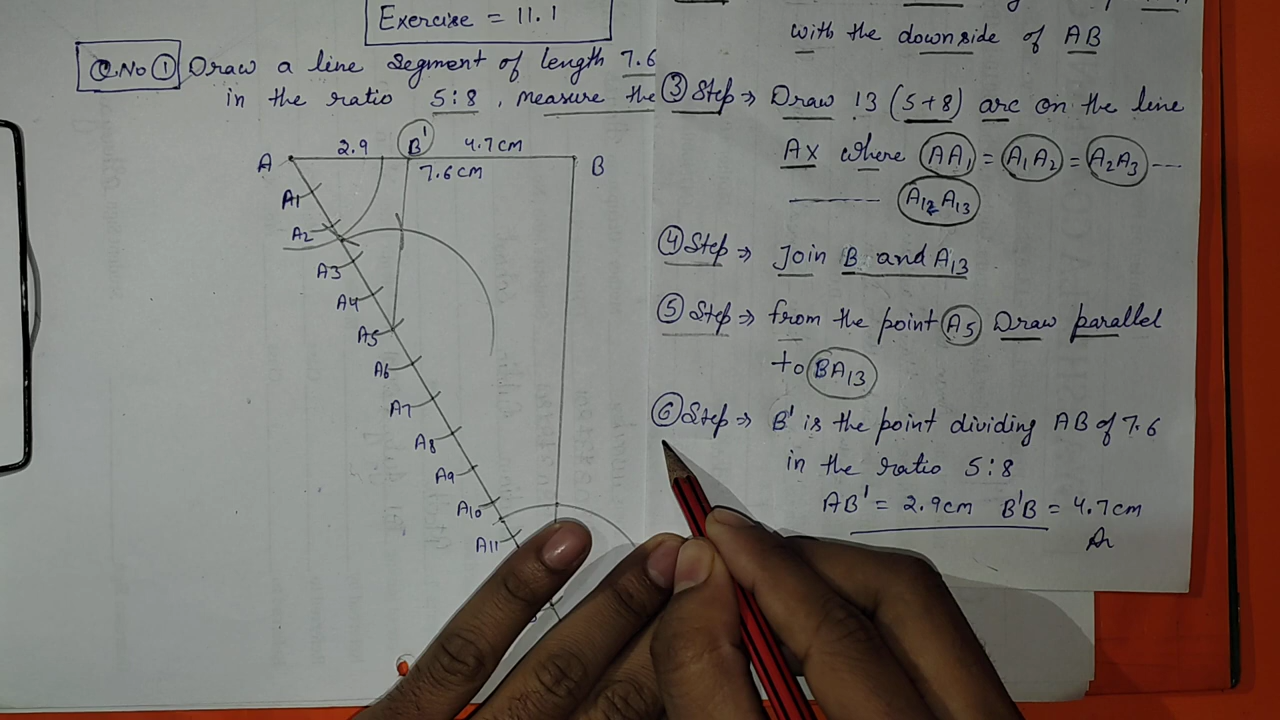 Exercise = 11.1
Q.No ① Draw a line segment of length 7.6
in the ratio 5:8, measure the
A
2.9
B'
4.7cm
7.6cm
B
A1
A2
A3
A4
A5
A6
A7
A8
A9
A10
A11
with the downside of AB
③ Step ⇒ Draw 13 (5+8) arc on the line
AX where AA1 = A1A2 = A2A3 ----
-------- A12A13
④ Step ⇒ Join B and A13
⑤ Step ⇒ from the point A5 Draw parallel
to BA13
⑥ Step ⇒ B' is the point dividing AB of 7.6
in the ratio 5:8
AB' = 2.9cm B'B = 4.7cm